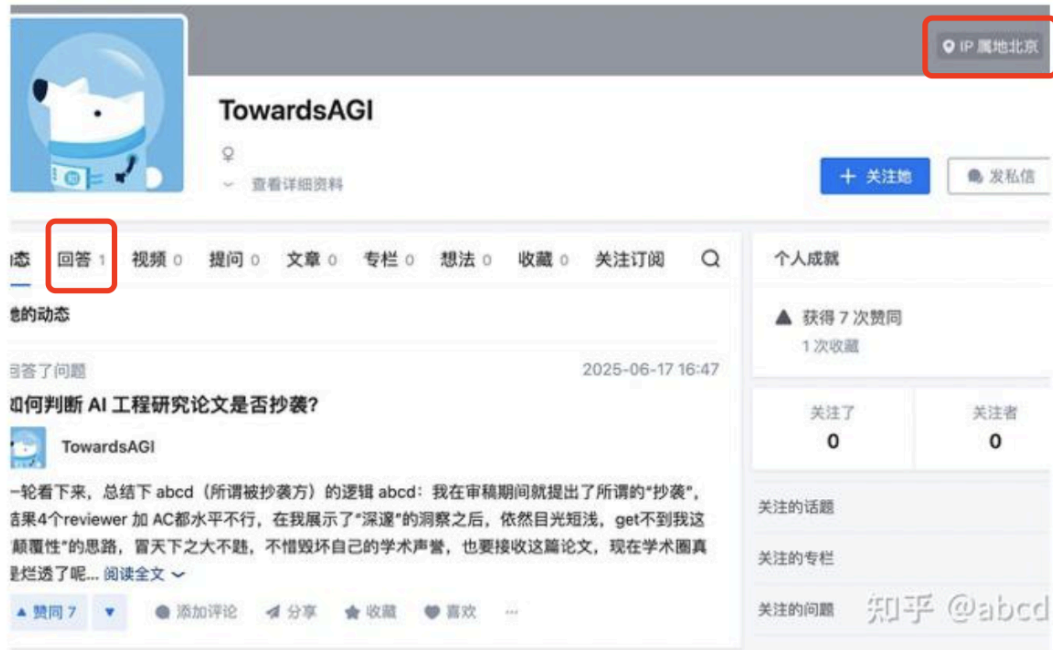 IP 属地北京
TowardsAGI
查看详细资料
+ 关注她
发私信
态 回答 1 视频 0 提问 0 文章 0 专栏 0 想法 0 收藏 0 关注订阅
她的动态
回答了问题 2025-06-17 16:47
如何判断 AI 工程研究论文是否抄袭?
TowardsAGI
一轮看下来，总结下 abcd（所谓被抄袭方）的逻辑 abcd：我在审稿期间就提出了所谓的“抄袭”，
结果4个reviewer 加 AC都水平不行，在我展示了“深邃”的洞察之后，依然目光短浅，get不到我这
“颠覆性”的思路，冒天下之大不韪，不惜毁坏自己的学术声誉，也要接收这篇论文，现在学术圈真
是烂透了呢... 阅读全文
赞同 7 添加评论 分享 收藏 喜欢 ...
个人成就
获得 7 次赞同
1 次收藏
关注了 关注者
0 0
关注的话题
关注的专栏
关注的问题
知乎 @abcd